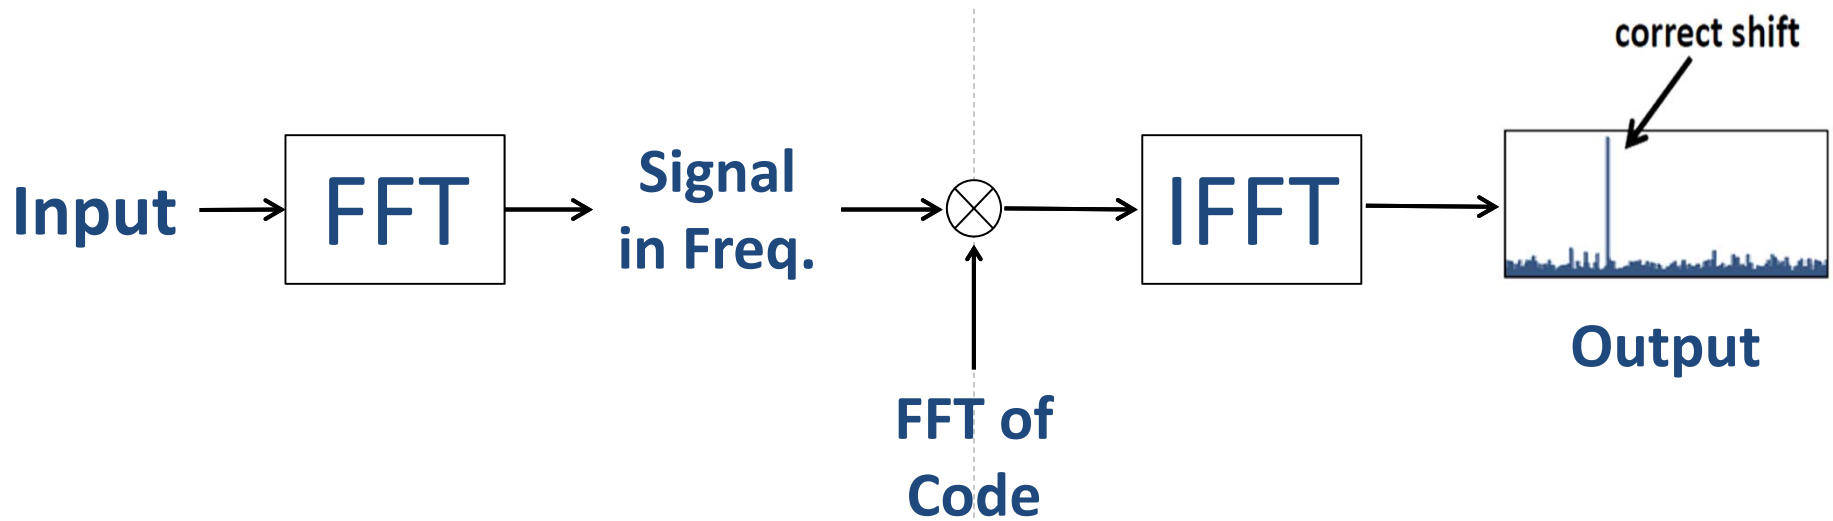 correct shift
Input
FFT
Signal
in Freq.
IFFT
Output
FFT of
Code